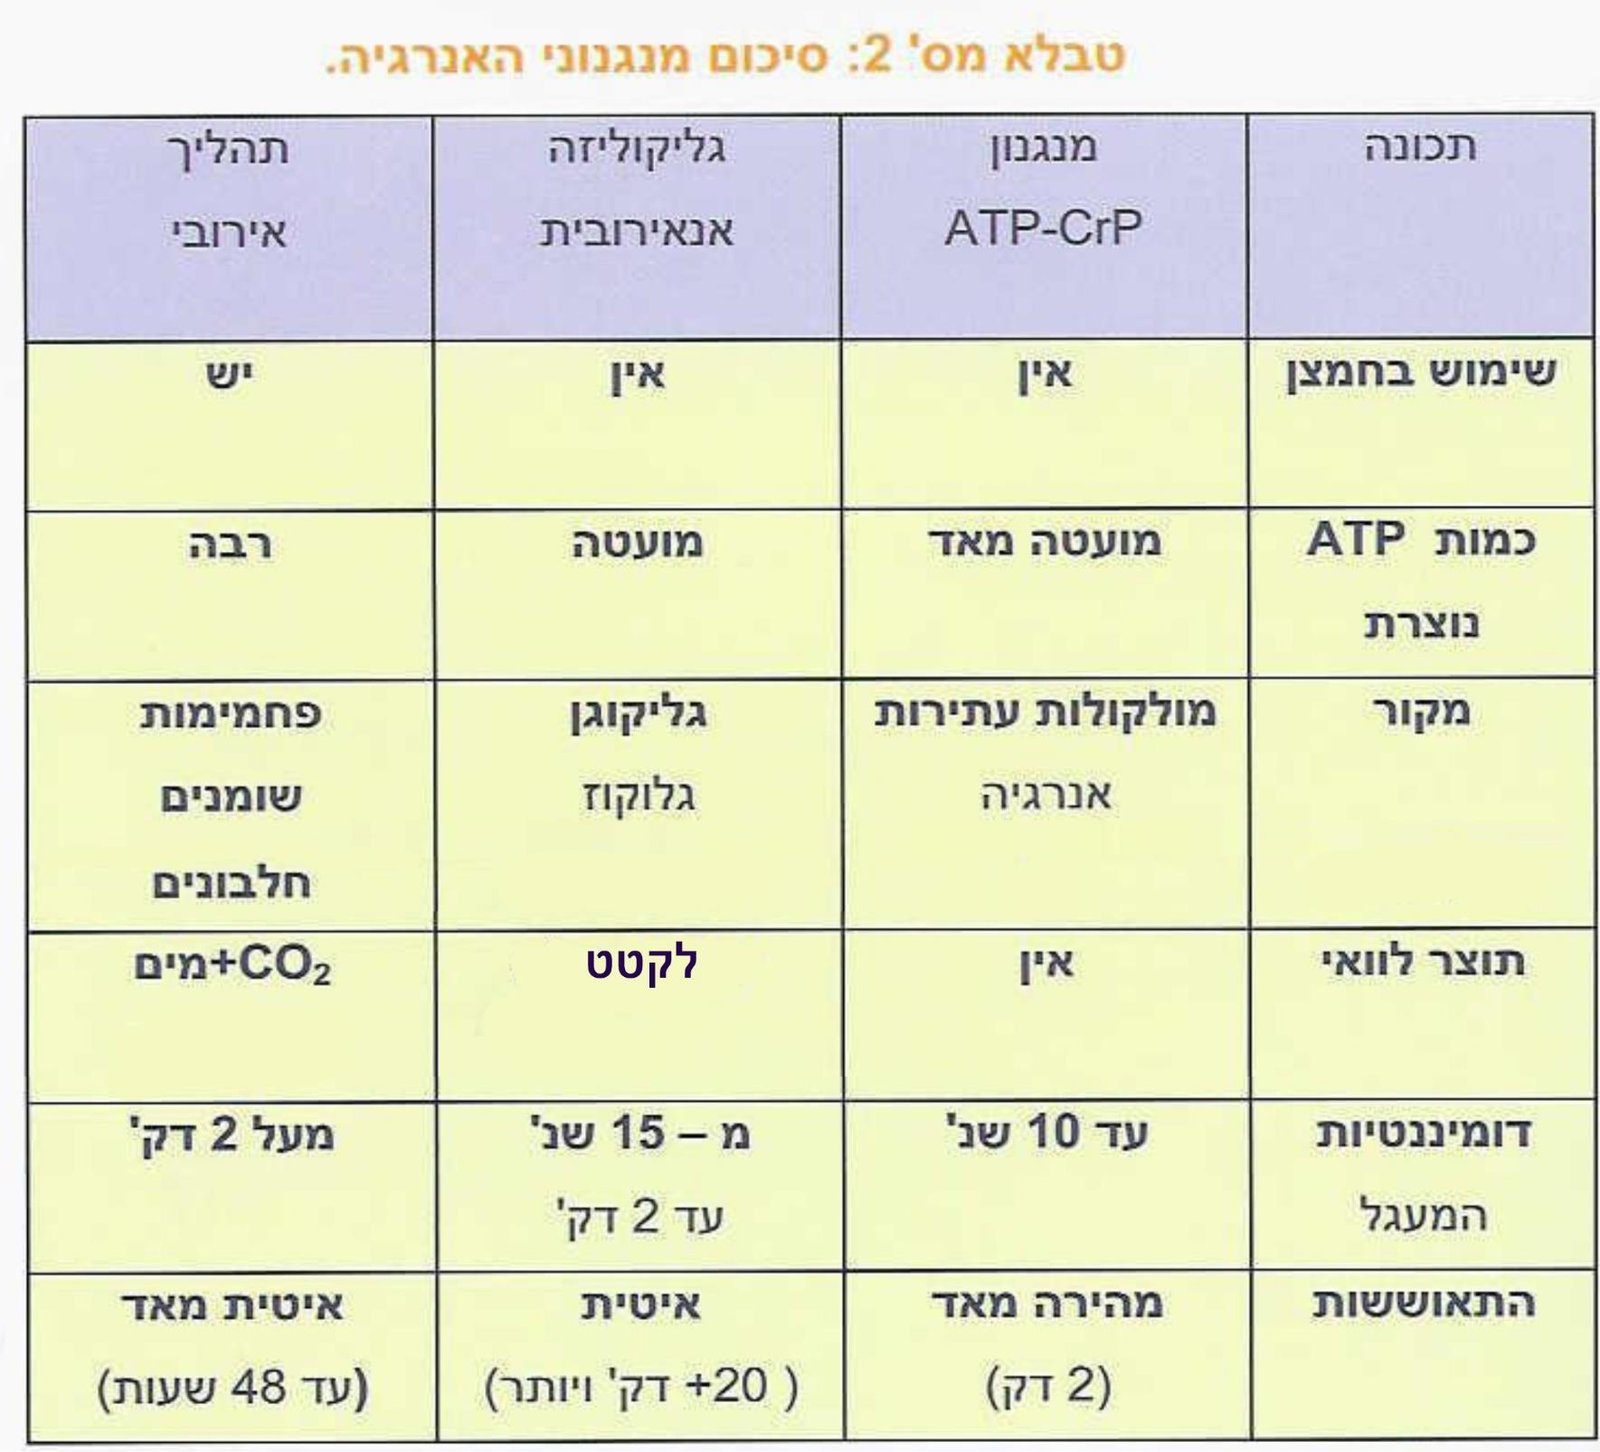 טבלא מס' 2: סיכום מנגנוני האנרגיה.
תכונה
מנגנון
ATP-CrP
גליקוליזה
אנאירובית
תהליך
אירובי
שימוש בחמצן
אין
אין
יש
כמות ATP
נוצרת
מועטה מאד
מועטה
רבה
מקור
מולקולות עתירות
אנרגיה
גליקוגן
גלוקוז
פחמימות
שומנים
חלבונים
תוצר לוואי
אין
לקטט
CO₂+מים
דומיננטיות
המעגל
עד 10 שנ'
מ – 15 שנ'
עד 2 דק'
מעל 2 דק'
התאוששות
מהירה מאד
(2 דק)
איטית
( 20+ דק' ויותר)
איטית מאד
(עד 48 שעות)